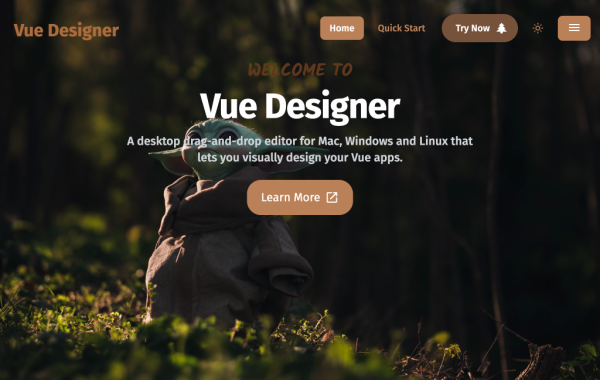 Vue Designer
Home
Quick Start
Try Now
WELCOME TO
Vue Designer
A desktop drag-and-drop editor for Mac, Windows and Linux that
lets you visually design your Vue apps.
Learn More